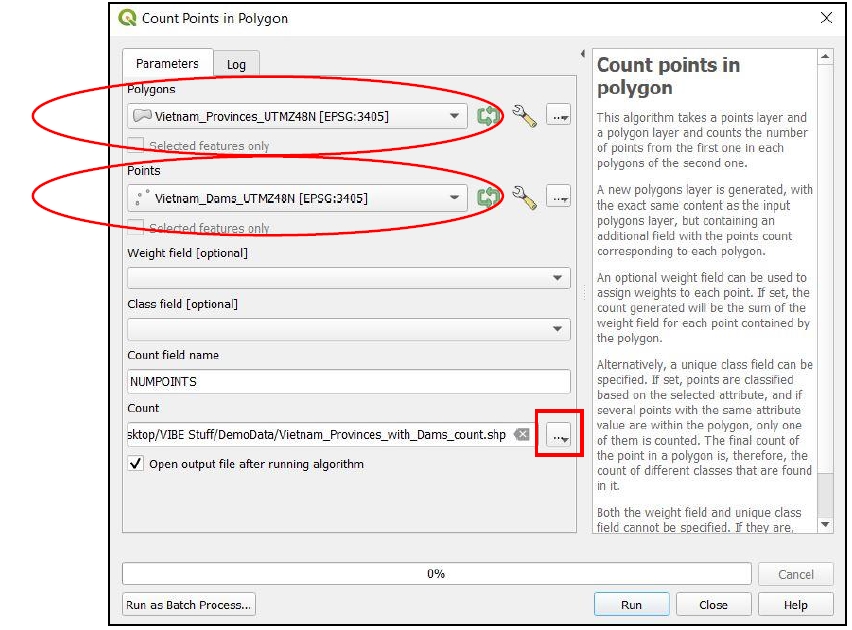 Count Points in Polygon
Parameters
Log
Polygons
Vietnam_Provinces_UTMZ48N [EPSG:3405]
Selected features only
Points
Vietnam_Dams_UTMZ48N [EPSG:3405]
Selected features only
Weight field [optional]
Class field [optional]
Count field name
NUMPOINTS
Count
sktop/VIBE Stuff/DemoData/Vietnam_Provinces_with_Dams_count.shp
...
Open output file after running algorithm
Count points in
polygon
This algorithm takes a points layer and
a polygon layer and counts the number
of points from the first one in each
polygons of the second one.
A new polygons layer is generated, with
the exact same content as the input
polygons layer, but containing an
additional field with the points count
corresponding to each polygon.
An optional weight field can be used to
assign weights to each point. If set, the
count generated will be the sum of the
weight field for each point contained by
the polygon.
Alternatively, a unique class field can be
specified. If set, points are classified
based on the selected attribute, and if
several points with the same attribute
value are within the polygon, only one
of them is counted. The final count of
the point in a polygon is, therefore, the
count of different classes that are found
in it.
Both the weight field and unique class
field cannot be specified. If they are,
0%
Cancel
Run as Batch Process...
Run
Close
Help